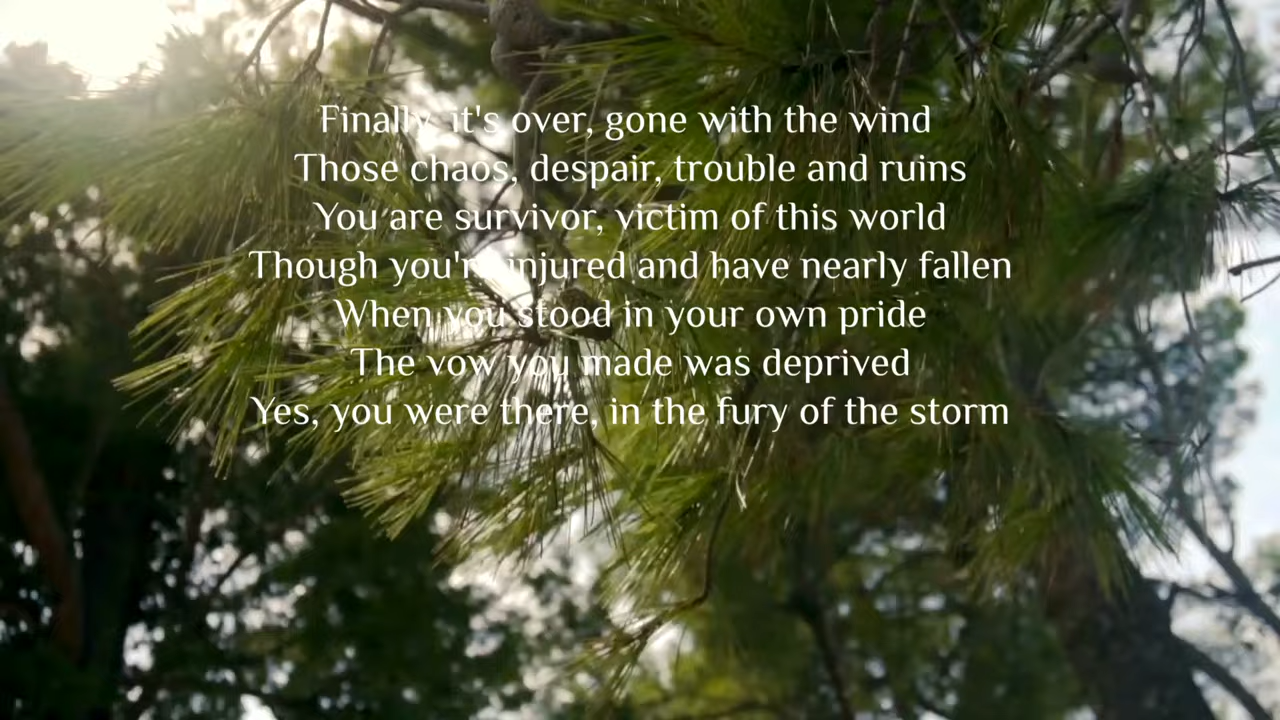 Finally, it's over, gone with the wind
Those chaos, despair, trouble and ruins
You are survivor, victim of this world
Though you're injured and have nearly fallen
When you stood in your own pride
The vow you made was deprived
Yes, you were there, in the fury of the storm